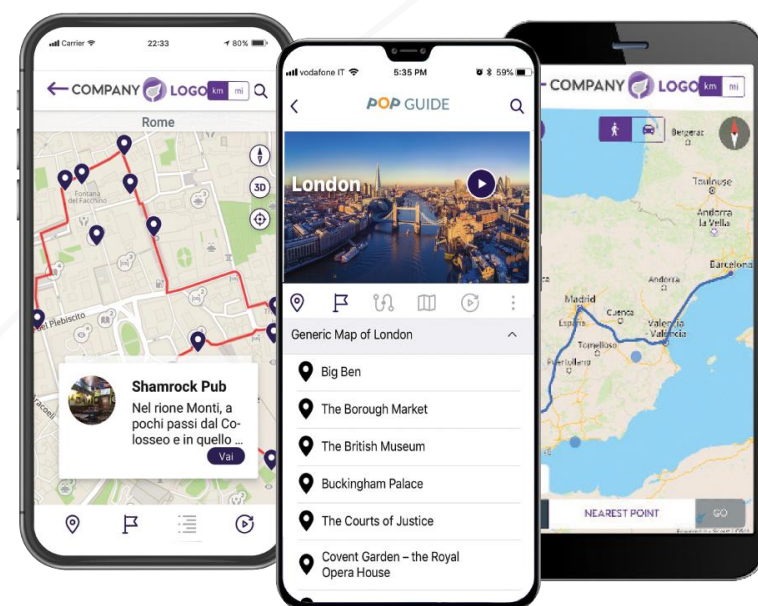 Carrier
22:33
80%
COMPANY LOGO
km mi
Rome
Fontana
del Facchino
3D
del Plebiscito
Shamrock Pub
Nel rione Monti, a
pochi passi dal Co-
losseo e in quello ...
Vai
vodafone IT
5:35 PM
59%
POP GUIDE
London
Generic Map of London
Big Ben
The Borough Market
The British Museum
Buckingham Palace
The Courts of Justice
Covent Garden – the Royal
Opera House
COMPANY LOGO
km mi
Bergerac
Toulouse
Andorra
la Vella
Barcelona
Andorra
Madrid
España
Cuenca
Valencia
- València
Tomelloso
Puertollano
NEAREST POINT
GO